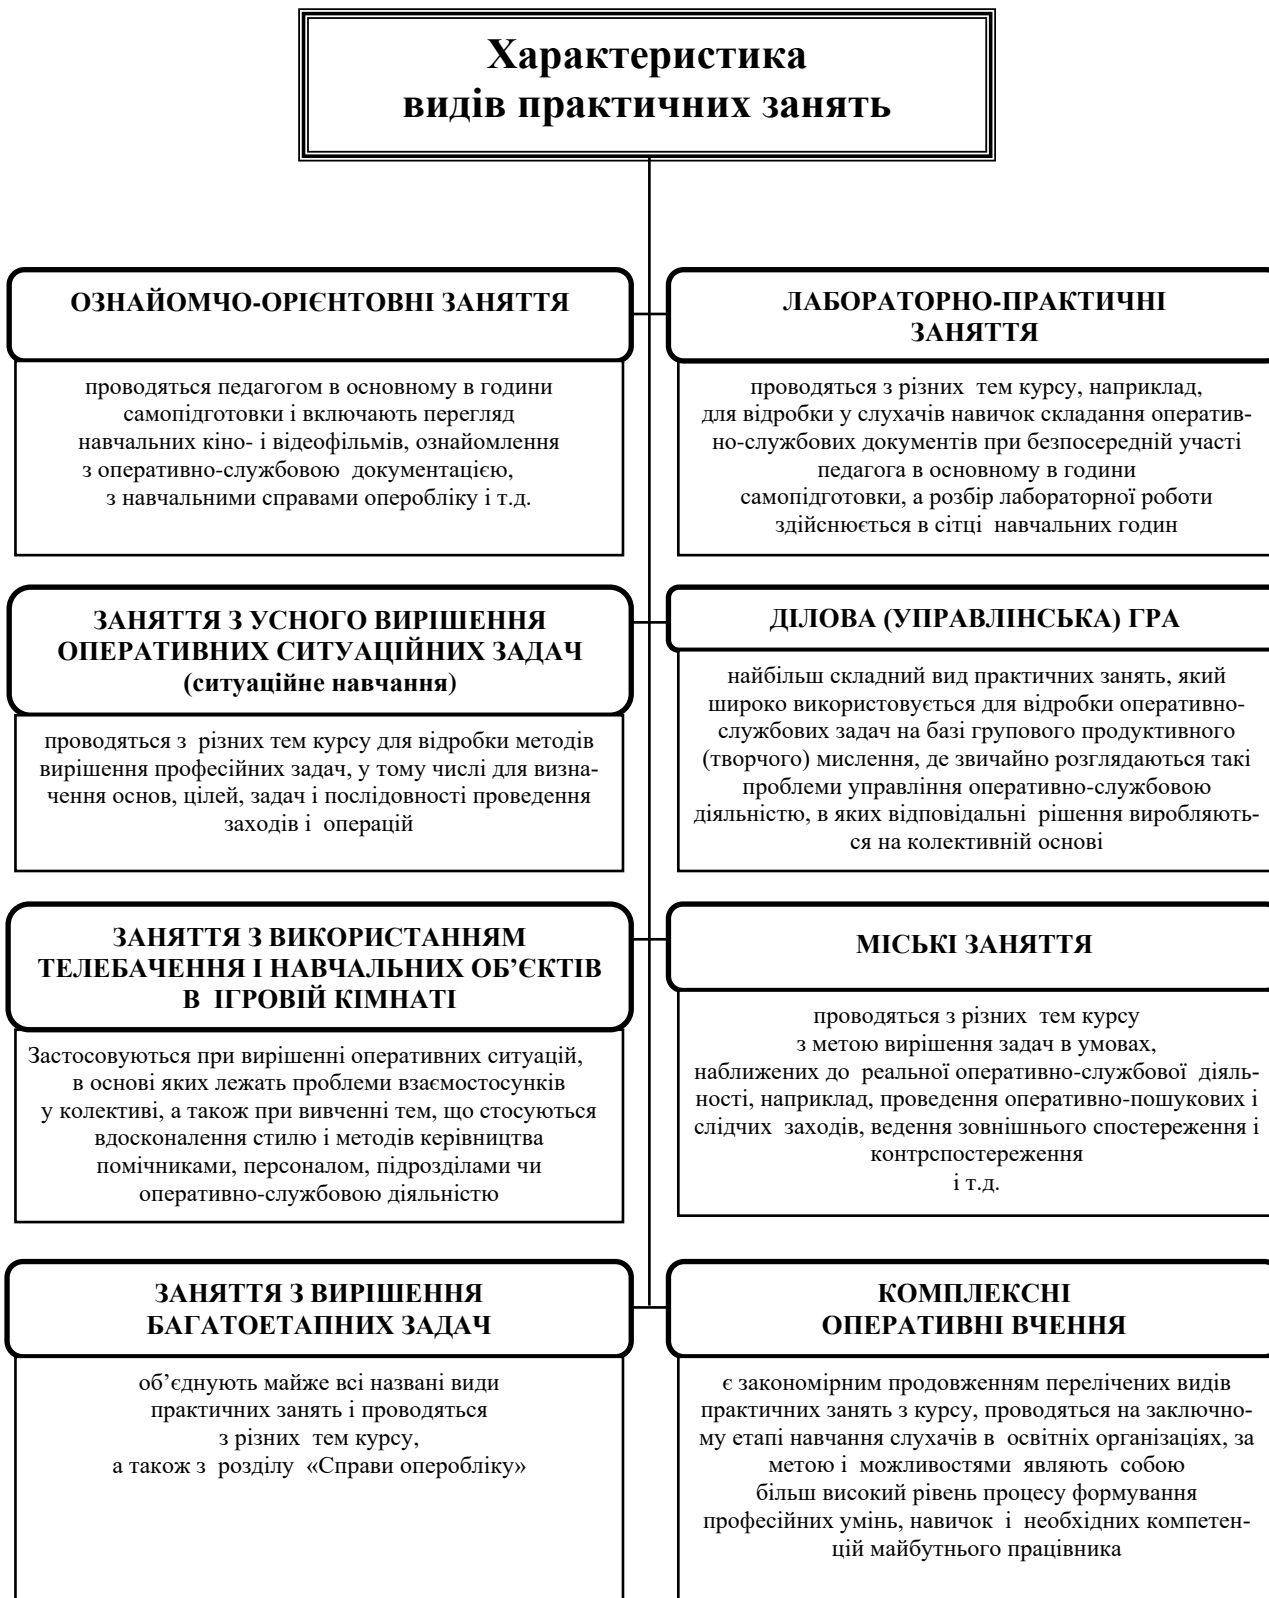 Характеристика
видів практичних занять
ОЗНАЙОМЧО-ОРІЄНТОВНІ ЗАНЯТТЯ
проводяться педагогом в основному в години
самопідготовки і включають перегляд
навчальних кіно- і відеофільмів, ознайомлення
з оперативно-службовою документацією,
з навчальними справами оперобліку і т.д.
ЛАБОРАТОРНО-ПРАКТИЧНІ
ЗАНЯТТЯ
проводяться з різних тем курсу, наприклад,
для відробки у слухачів навичок складання оператив-
но-службових документів при безпосередній участі
педагога в основному в години
самопідготовки, а розбір лабораторної роботи
здійснюється в сітці навчальних годин
ЗАНЯТТЯ З УСНОГО ВИРІШЕННЯ
ОПЕРАТИВНИХ СИТУАЦІЙНИХ ЗАДАЧ
(ситуаційне навчання)
проводяться з різних тем курсу для відробки методів
вирішення професійних задач, у тому числі для визна-
чення основ, цілей, задач і послідовності проведення
заходів і операцій
ДІЛОВА (УПРАВЛІНСЬКА) ГРА
найбільш складний вид практичних занять, який
широко використовується для відробки оперативно-
службових задач на базі групового продуктивного
(творчого) мислення, де звичайно розглядаються такі
проблеми управління оперативно-службовою
діяльністю, в яких відповідальні рішення виробляють-
ся на колективній основі
ЗАНЯТТЯ З ВИКОРИСТАННЯМ
ТЕЛЕБАЧЕННЯ І НАВЧАЛЬНИХ ОБ’ЄКТІВ
В ІГРОВІЙ КІМНАТІ
Застосовуються при вирішенні оперативних ситуацій,
в основі яких лежать проблеми взаємостосунків
у колективі, а також при вивченні тем, що стосуються
вдосконалення стилю і методів керівництва
помічниками, персоналом, підрозділами чи
оперативно-службовою діяльністю
МІСЬКІ ЗАНЯТТЯ
проводяться з різних тем курсу
з метою вирішення задач в умовах,
наближених до реальної оперативно-службової діяль-
ності, наприклад, проведення оперативно-пошукових і
слідчих заходів, ведення зовнішнього спостереження і
контрспостереження
і т.д.
ЗАНЯТТЯ З ВИРІШЕННЯ
БАГАТОЕТАПНИХ ЗАДАЧ
об’єднують майже всі названі види
практичних занять і проводяться
з різних тем курсу,
а також з розділу «Справи оперобліку»
КОМПЛЕКСНІ
ОПЕРАТИВНІ ВЧЕННЯ
є закономірним продовженням перелічених видів
практичних занять з курсу, проводяться на заключно-
му етапі навчання слухачів в освітніх організаціях, за
метою і можливостями являють собою
більш високий рівень процесу формування
професійних умінь, навичок і необхідних компетен-
цій майбутнього працівника